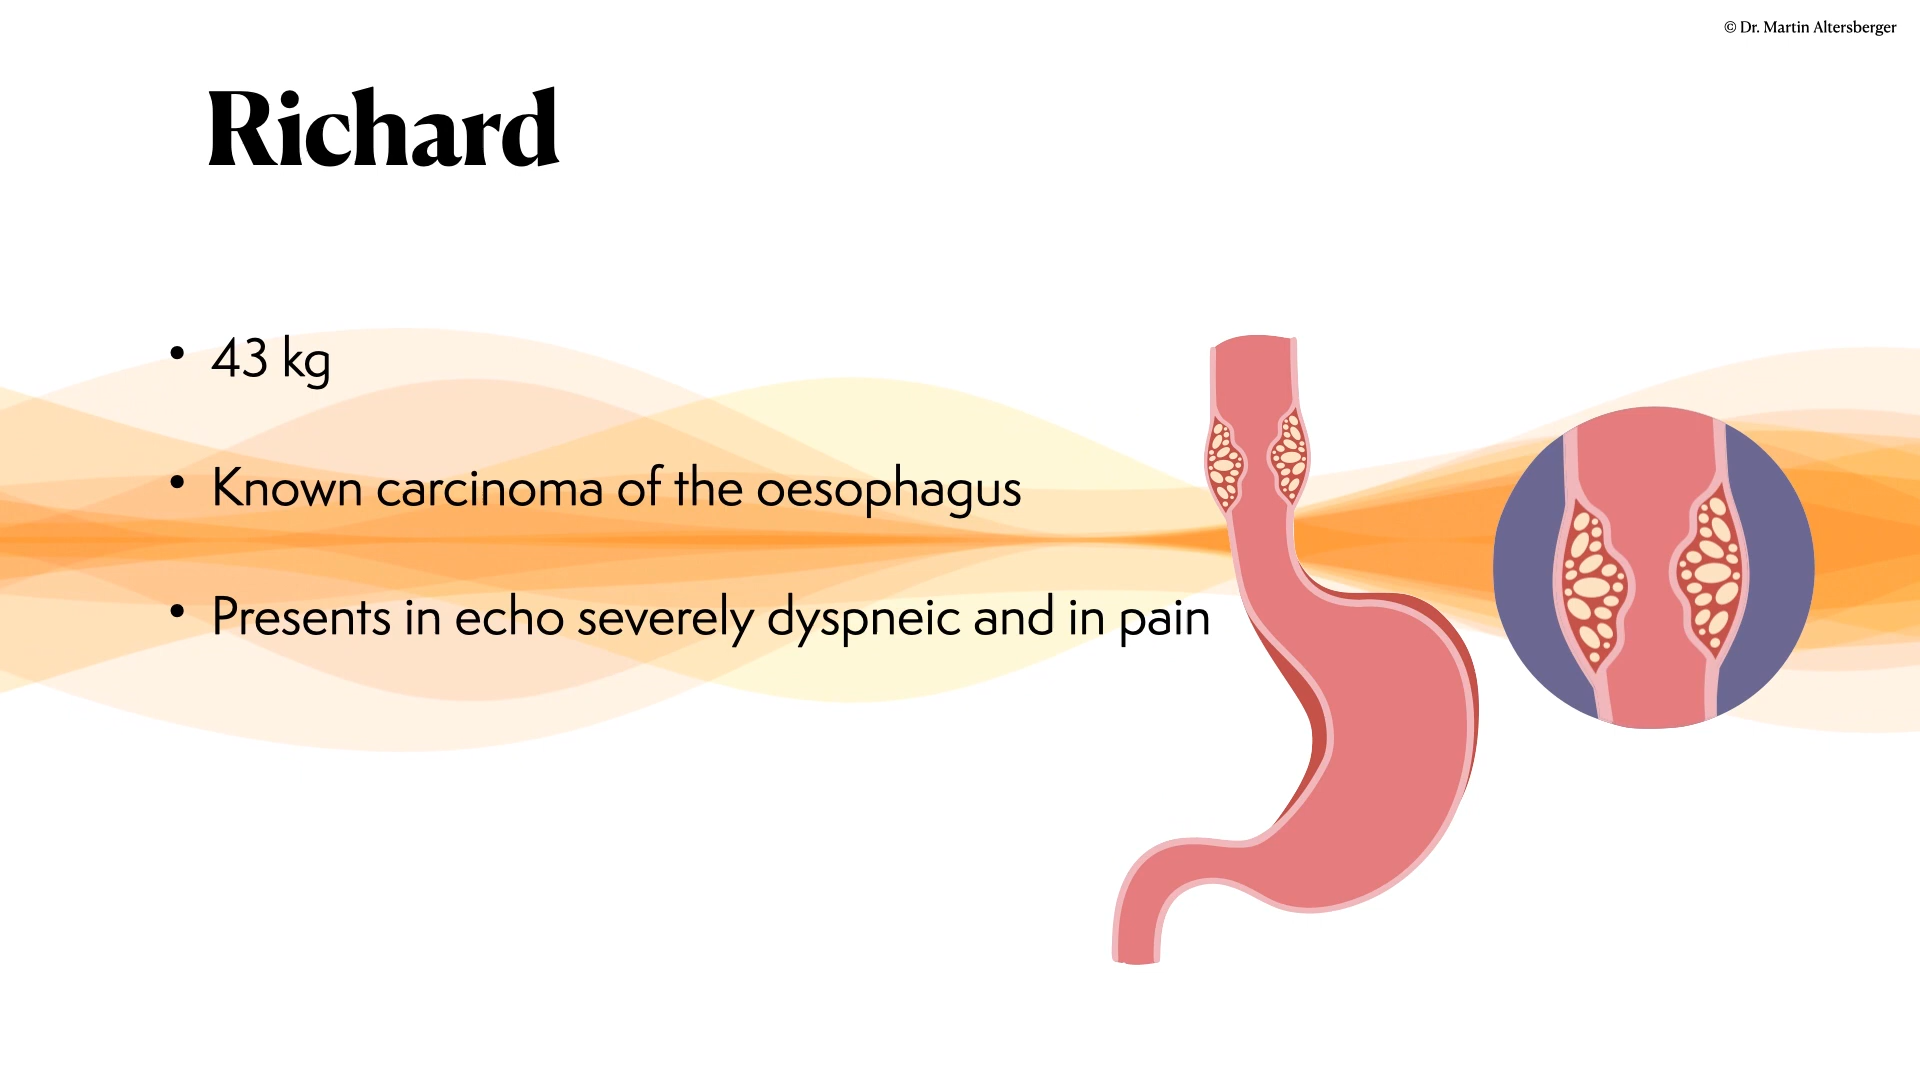 © Dr. Martin Altersberger
Richard
• 43 kg
• Known carcinoma of the oesophagus
• Presents in echo severely dyspneic and in pain